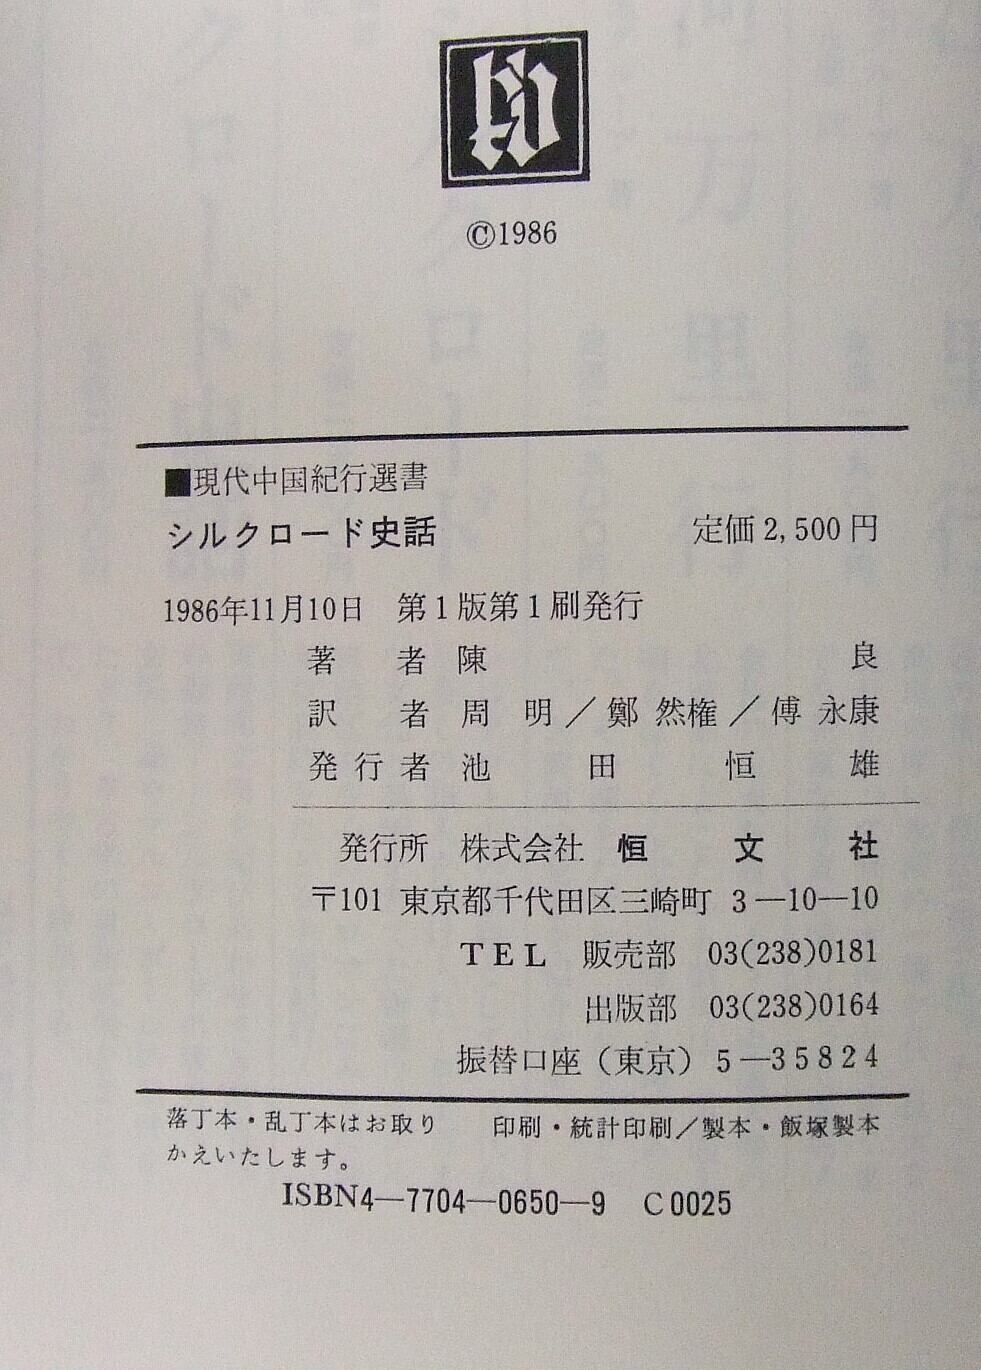 ©1986
■現代中国紀行選書
シルクロード史話 定価2,500円
1986年11月10日 第1版第1刷発行
著者 陳良
訳者 周明／鄭然権／傅永康
発行者 池田恒雄
発行所 株式会社 恒文社
〒101 東京都千代田区三崎町 3―10―10
TEL 販売部 03(238)0181
出版部 03(238)0164
振替口座（東京）5―35824
落丁本・乱丁本はお取り 印刷・統計印刷／製本・飯塚製本
かえいたします。
ISBN4―7704―0650―9 C0025